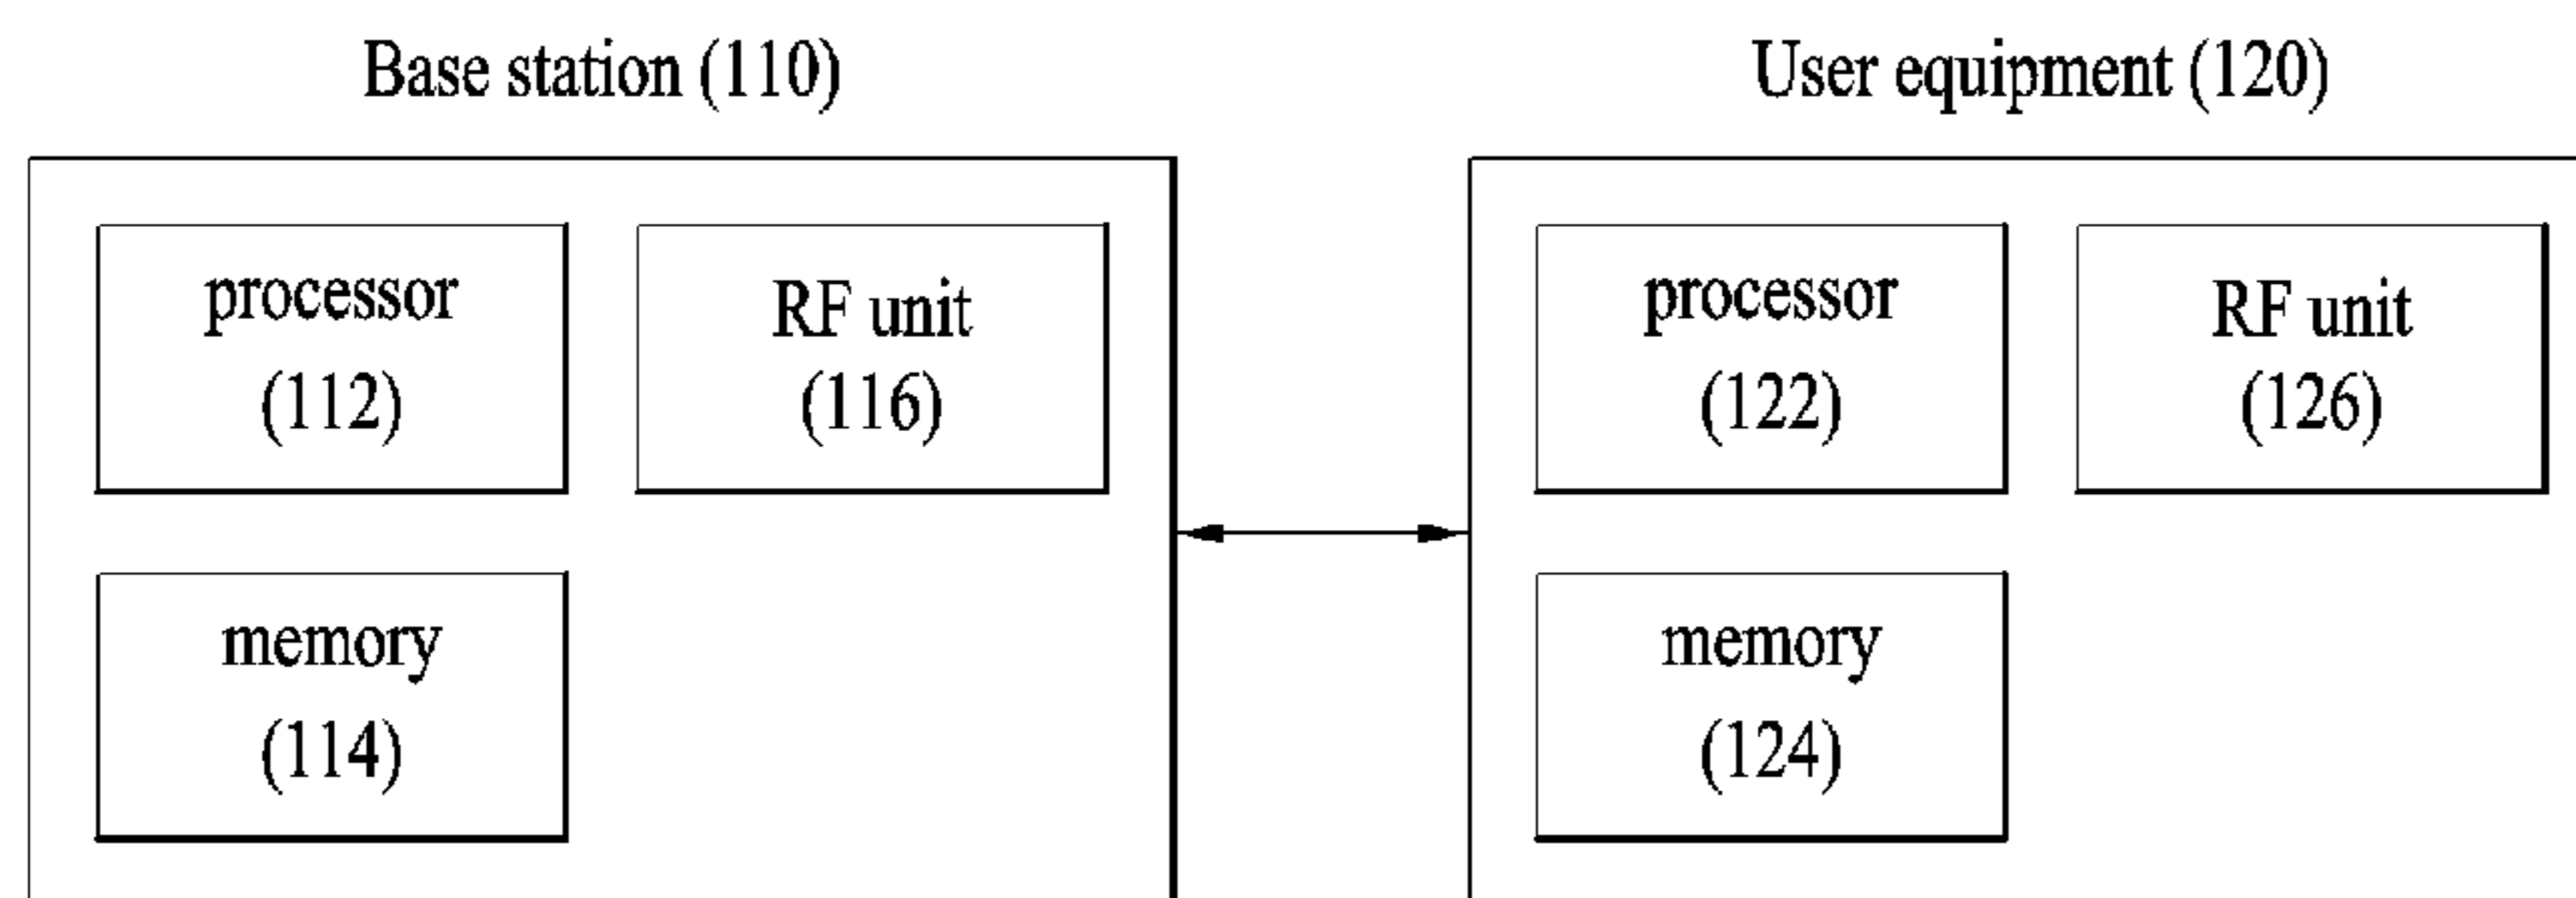 Base station (110)
processor
(112)
RF unit
(116)
memory
(114)
User equipment (120)
processor
(122)
RF unit
(126)
memory
(124)